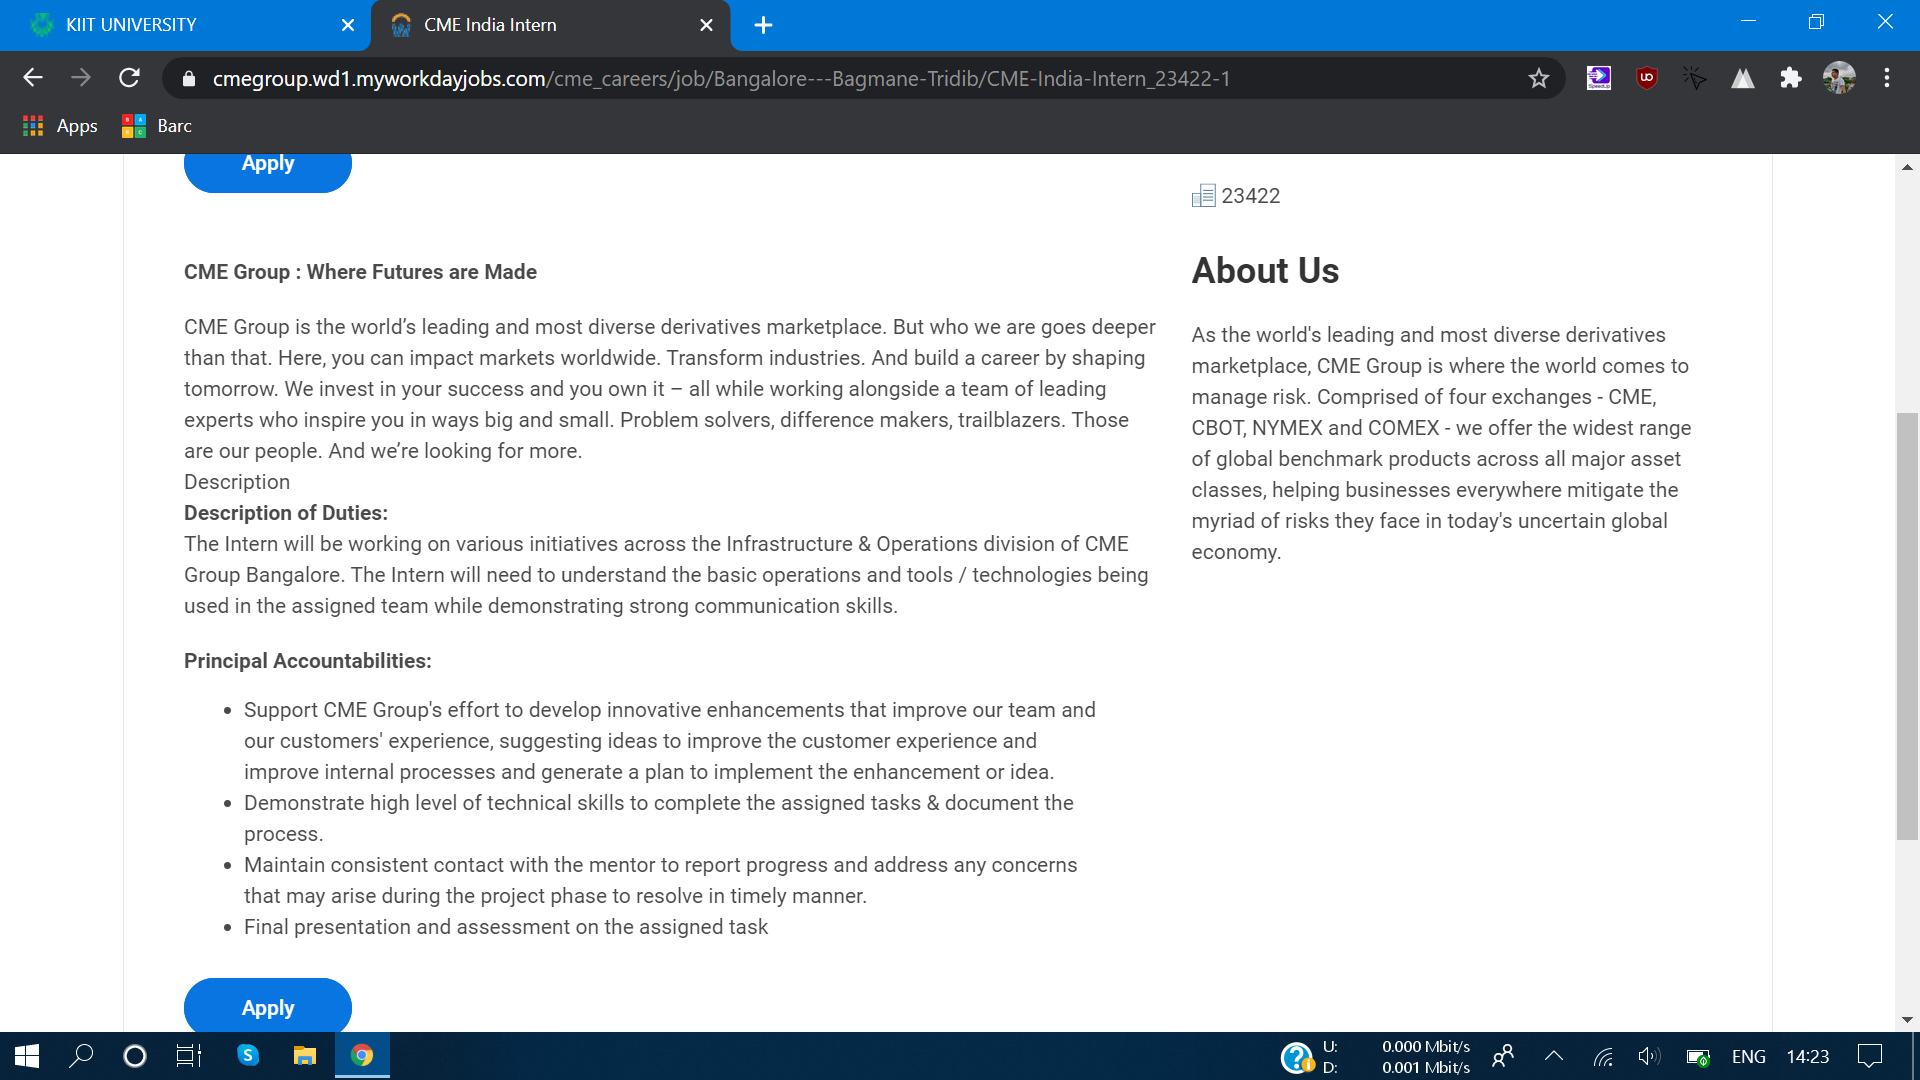 KIIT UNIVERSITY
CME India Intern
cmegroup.wd1.myworkdayjobs.com/cme_careers/job/Bangalore---Bagmane-Tridib/CME-India-Intern_23422-1
Apps
Barc
Apply
CME Group : Where Futures are Made
CME Group is the world’s leading and most diverse derivatives marketplace. But who we are goes deeper
than that. Here, you can impact markets worldwide. Transform industries. And build a career by shaping
tomorrow. We invest in your success and you own it – all while working alongside a team of leading
experts who inspire you in ways big and small. Problem solvers, difference makers, trailblazers. Those
are our people. And we’re looking for more.
Description
Description of Duties:
The Intern will be working on various initiatives across the Infrastructure & Operations division of CME
Group Bangalore. The Intern will need to understand the basic operations and tools / technologies being
used in the assigned team while demonstrating strong communication skills.
Principal Accountabilities:
• Support CME Group's effort to develop innovative enhancements that improve our team and
our customers' experience, suggesting ideas to improve the customer experience and
improve internal processes and generate a plan to implement the enhancement or idea.
• Demonstrate high level of technical skills to complete the assigned tasks & document the
process.
• Maintain consistent contact with the mentor to report progress and address any concerns
that may arise during the project phase to resolve in timely manner.
• Final presentation and assessment on the assigned task
Apply
23422
About Us
As the world's leading and most diverse derivatives
marketplace, CME Group is where the world comes to
manage risk. Comprised of four exchanges - CME,
CBOT, NYMEX and COMEX - we offer the widest range
of global benchmark products across all major asset
classes, helping businesses everywhere mitigate the
myriad of risks they face in today's uncertain global
economy.
U: 0.000 Mbit/s
D: 0.001 Mbit/s
ENG
14:23